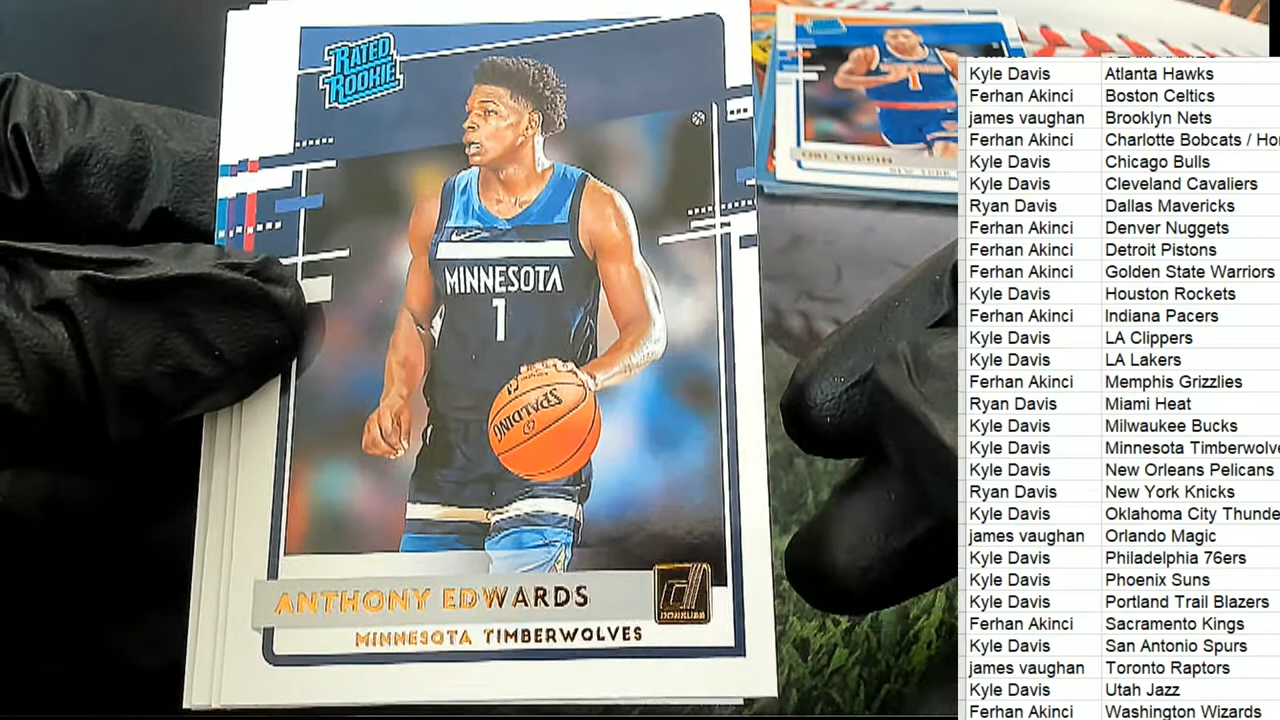 RATED
ROOKIE
MINNESOTA
1
SPALDING
ANTHONY EDWARDS
DONRUSS
MINNESOTA TIMBERWOLVES
1
OBI TOPPIN
NEW YORK
Kyle Davis Atlanta Hawks
Ferhan Akinci Boston Celtics
james vaughan Brooklyn Nets
Ferhan Akinci Charlotte Bobcats / Ho
Kyle Davis Chicago Bulls
Kyle Davis Cleveland Cavaliers
Ryan Davis Dallas Mavericks
Ferhan Akinci Denver Nuggets
Ferhan Akinci Detroit Pistons
Ferhan Akinci Golden State Warriors
Kyle Davis Houston Rockets
Ferhan Akinci Indiana Pacers
Kyle Davis LA Clippers
Kyle Davis LA Lakers
Ferhan Akinci Memphis Grizzlies
Ryan Davis Miami Heat
Kyle Davis Milwaukee Bucks
Kyle Davis Minnesota Timberwolve
Kyle Davis New Orleans Pelicans
Ryan Davis New York Knicks
Kyle Davis Oklahoma City Thunde
james vaughan Orlando Magic
Kyle Davis Philadelphia 76ers
Kyle Davis Phoenix Suns
Kyle Davis Portland Trail Blazers
Ferhan Akinci Sacramento Kings
Kyle Davis San Antonio Spurs
james vaughan Toronto Raptors
Kyle Davis Utah Jazz
Ferhan Akinci Washington Wizards